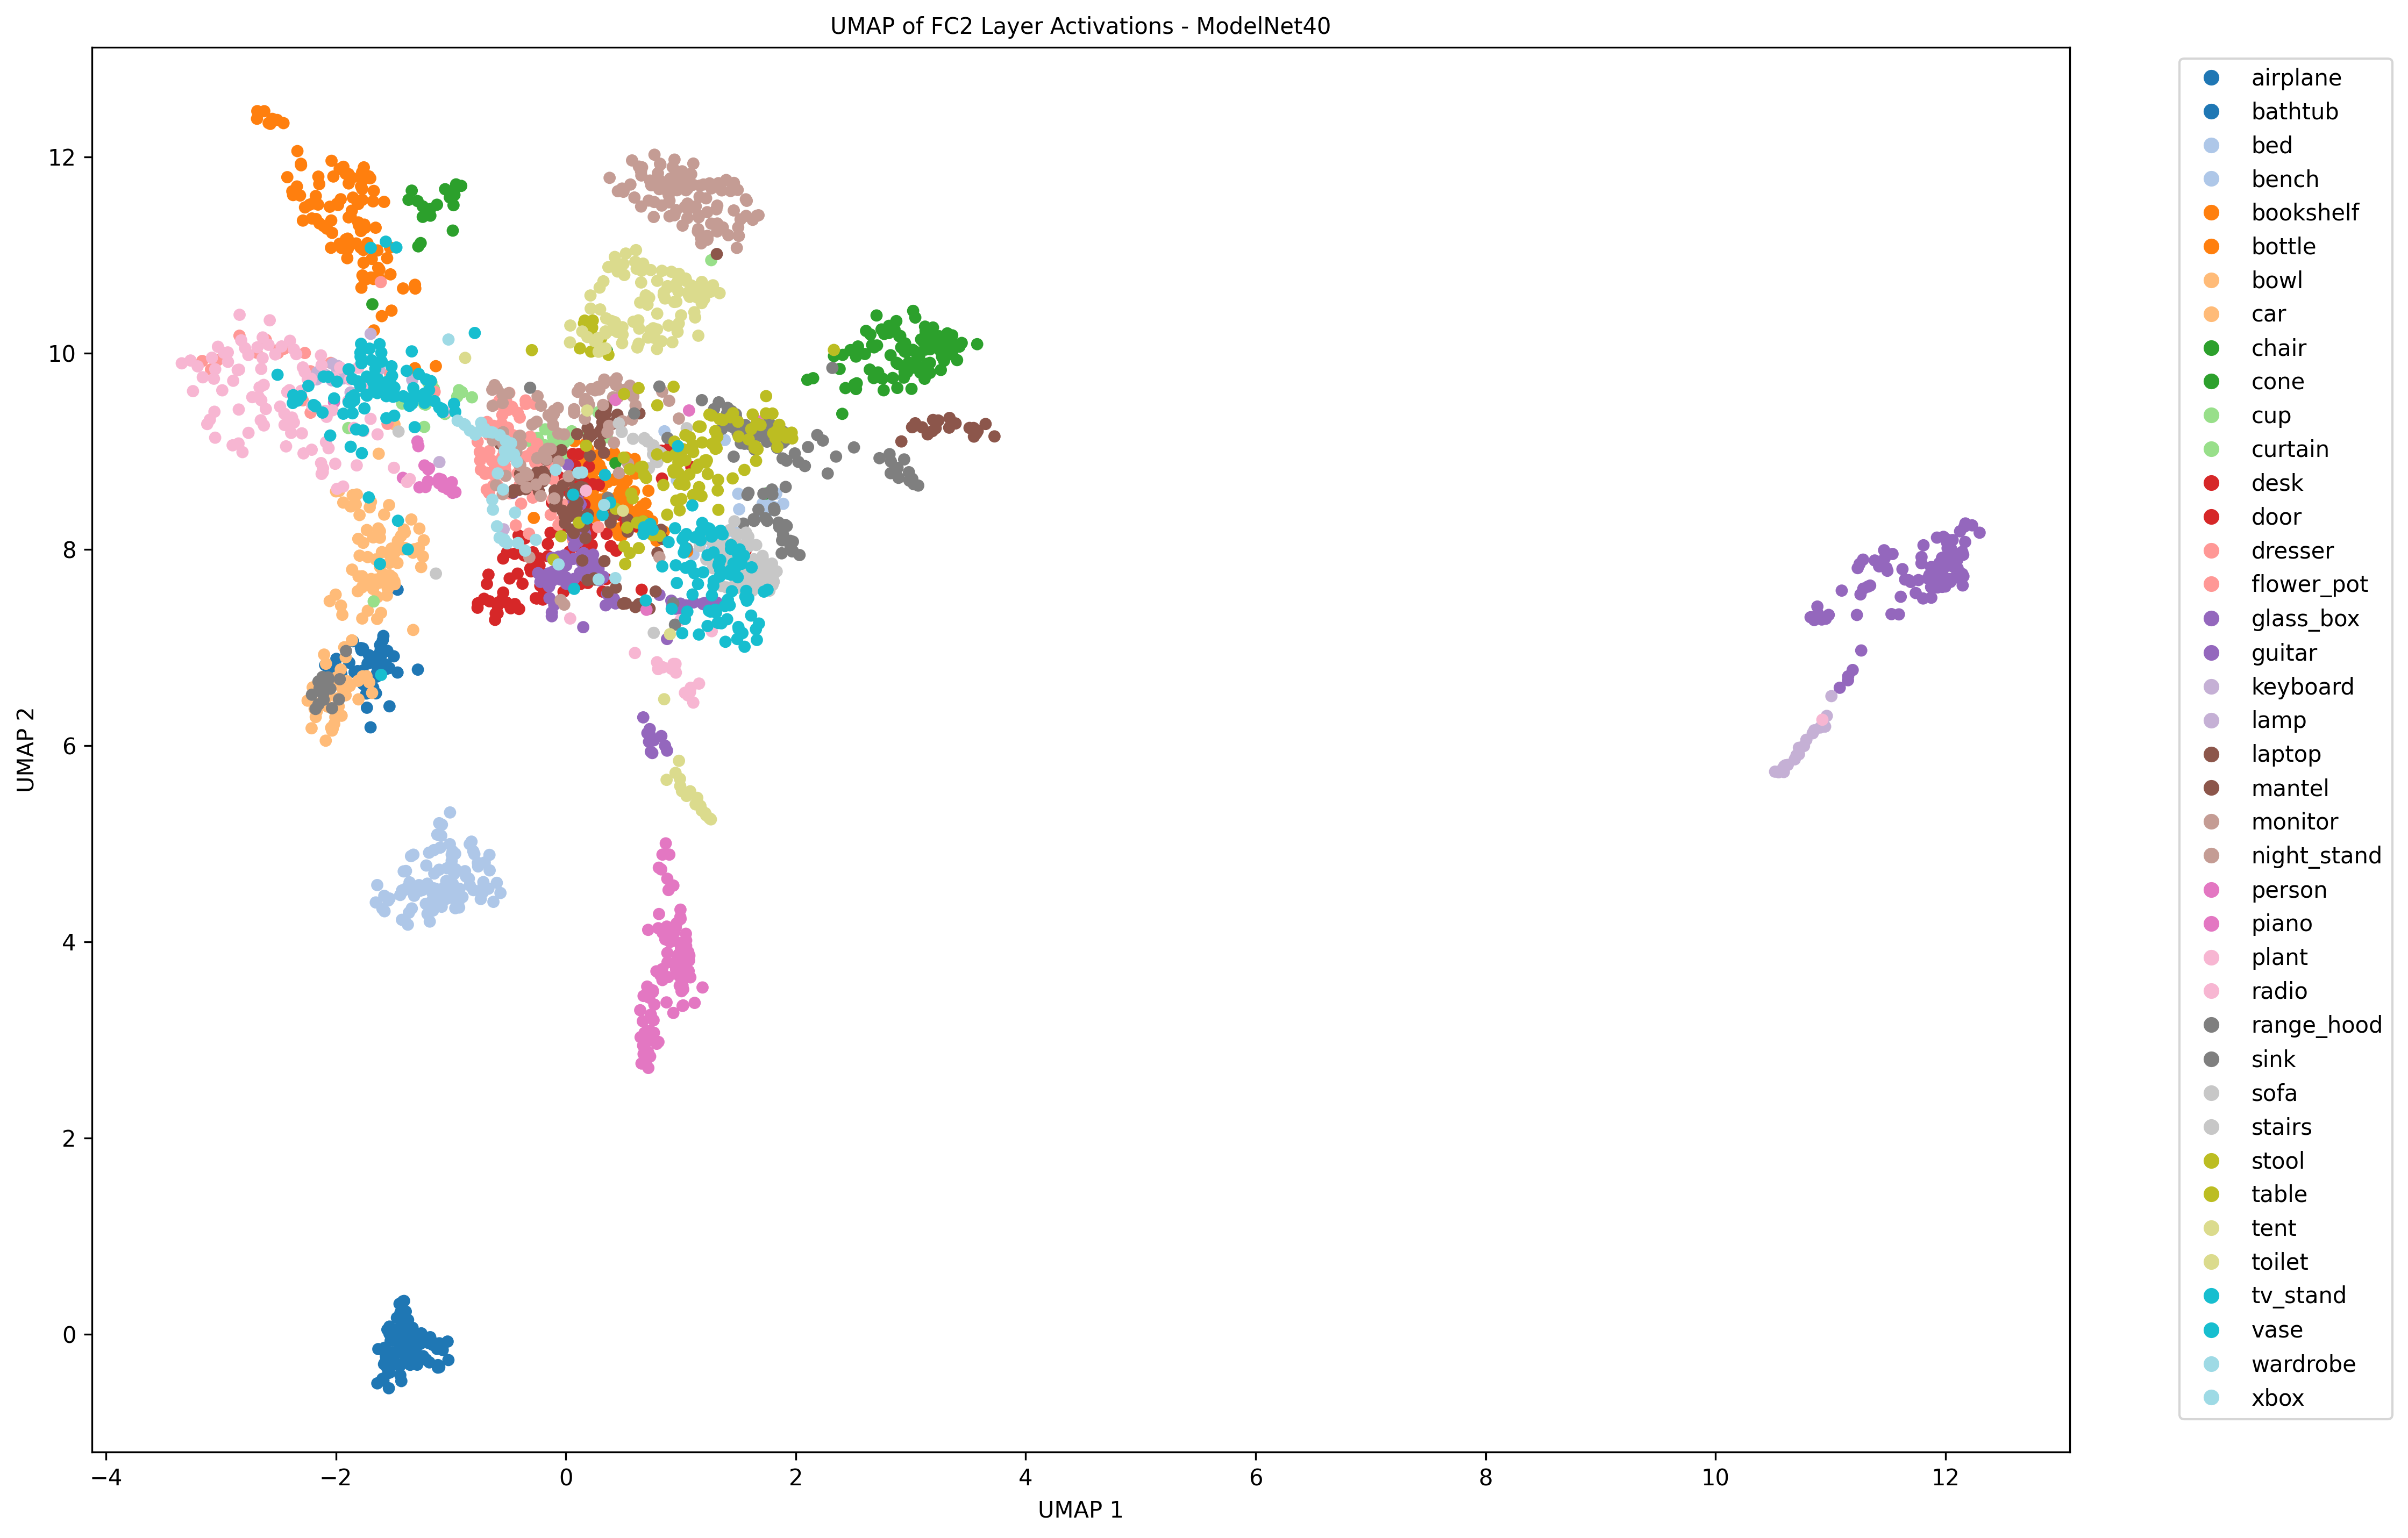 UMAP of FC2 Layer Activations - ModelNet40
12
10
8
6
4
2
0
UMAP 2
−4
−2
0
2
4
6
8
10
12
UMAP 1
airplane
bathtub
bed
bench
bookshelf
bottle
bowl
car
chair
cone
cup
curtain
desk
door
dresser
flower_pot
glass_box
guitar
keyboard
lamp
laptop
mantel
monitor
night_stand
person
piano
plant
radio
range_hood
sink
sofa
stairs
stool
table
tent
toilet
tv_stand
vase
wardrobe
xbox